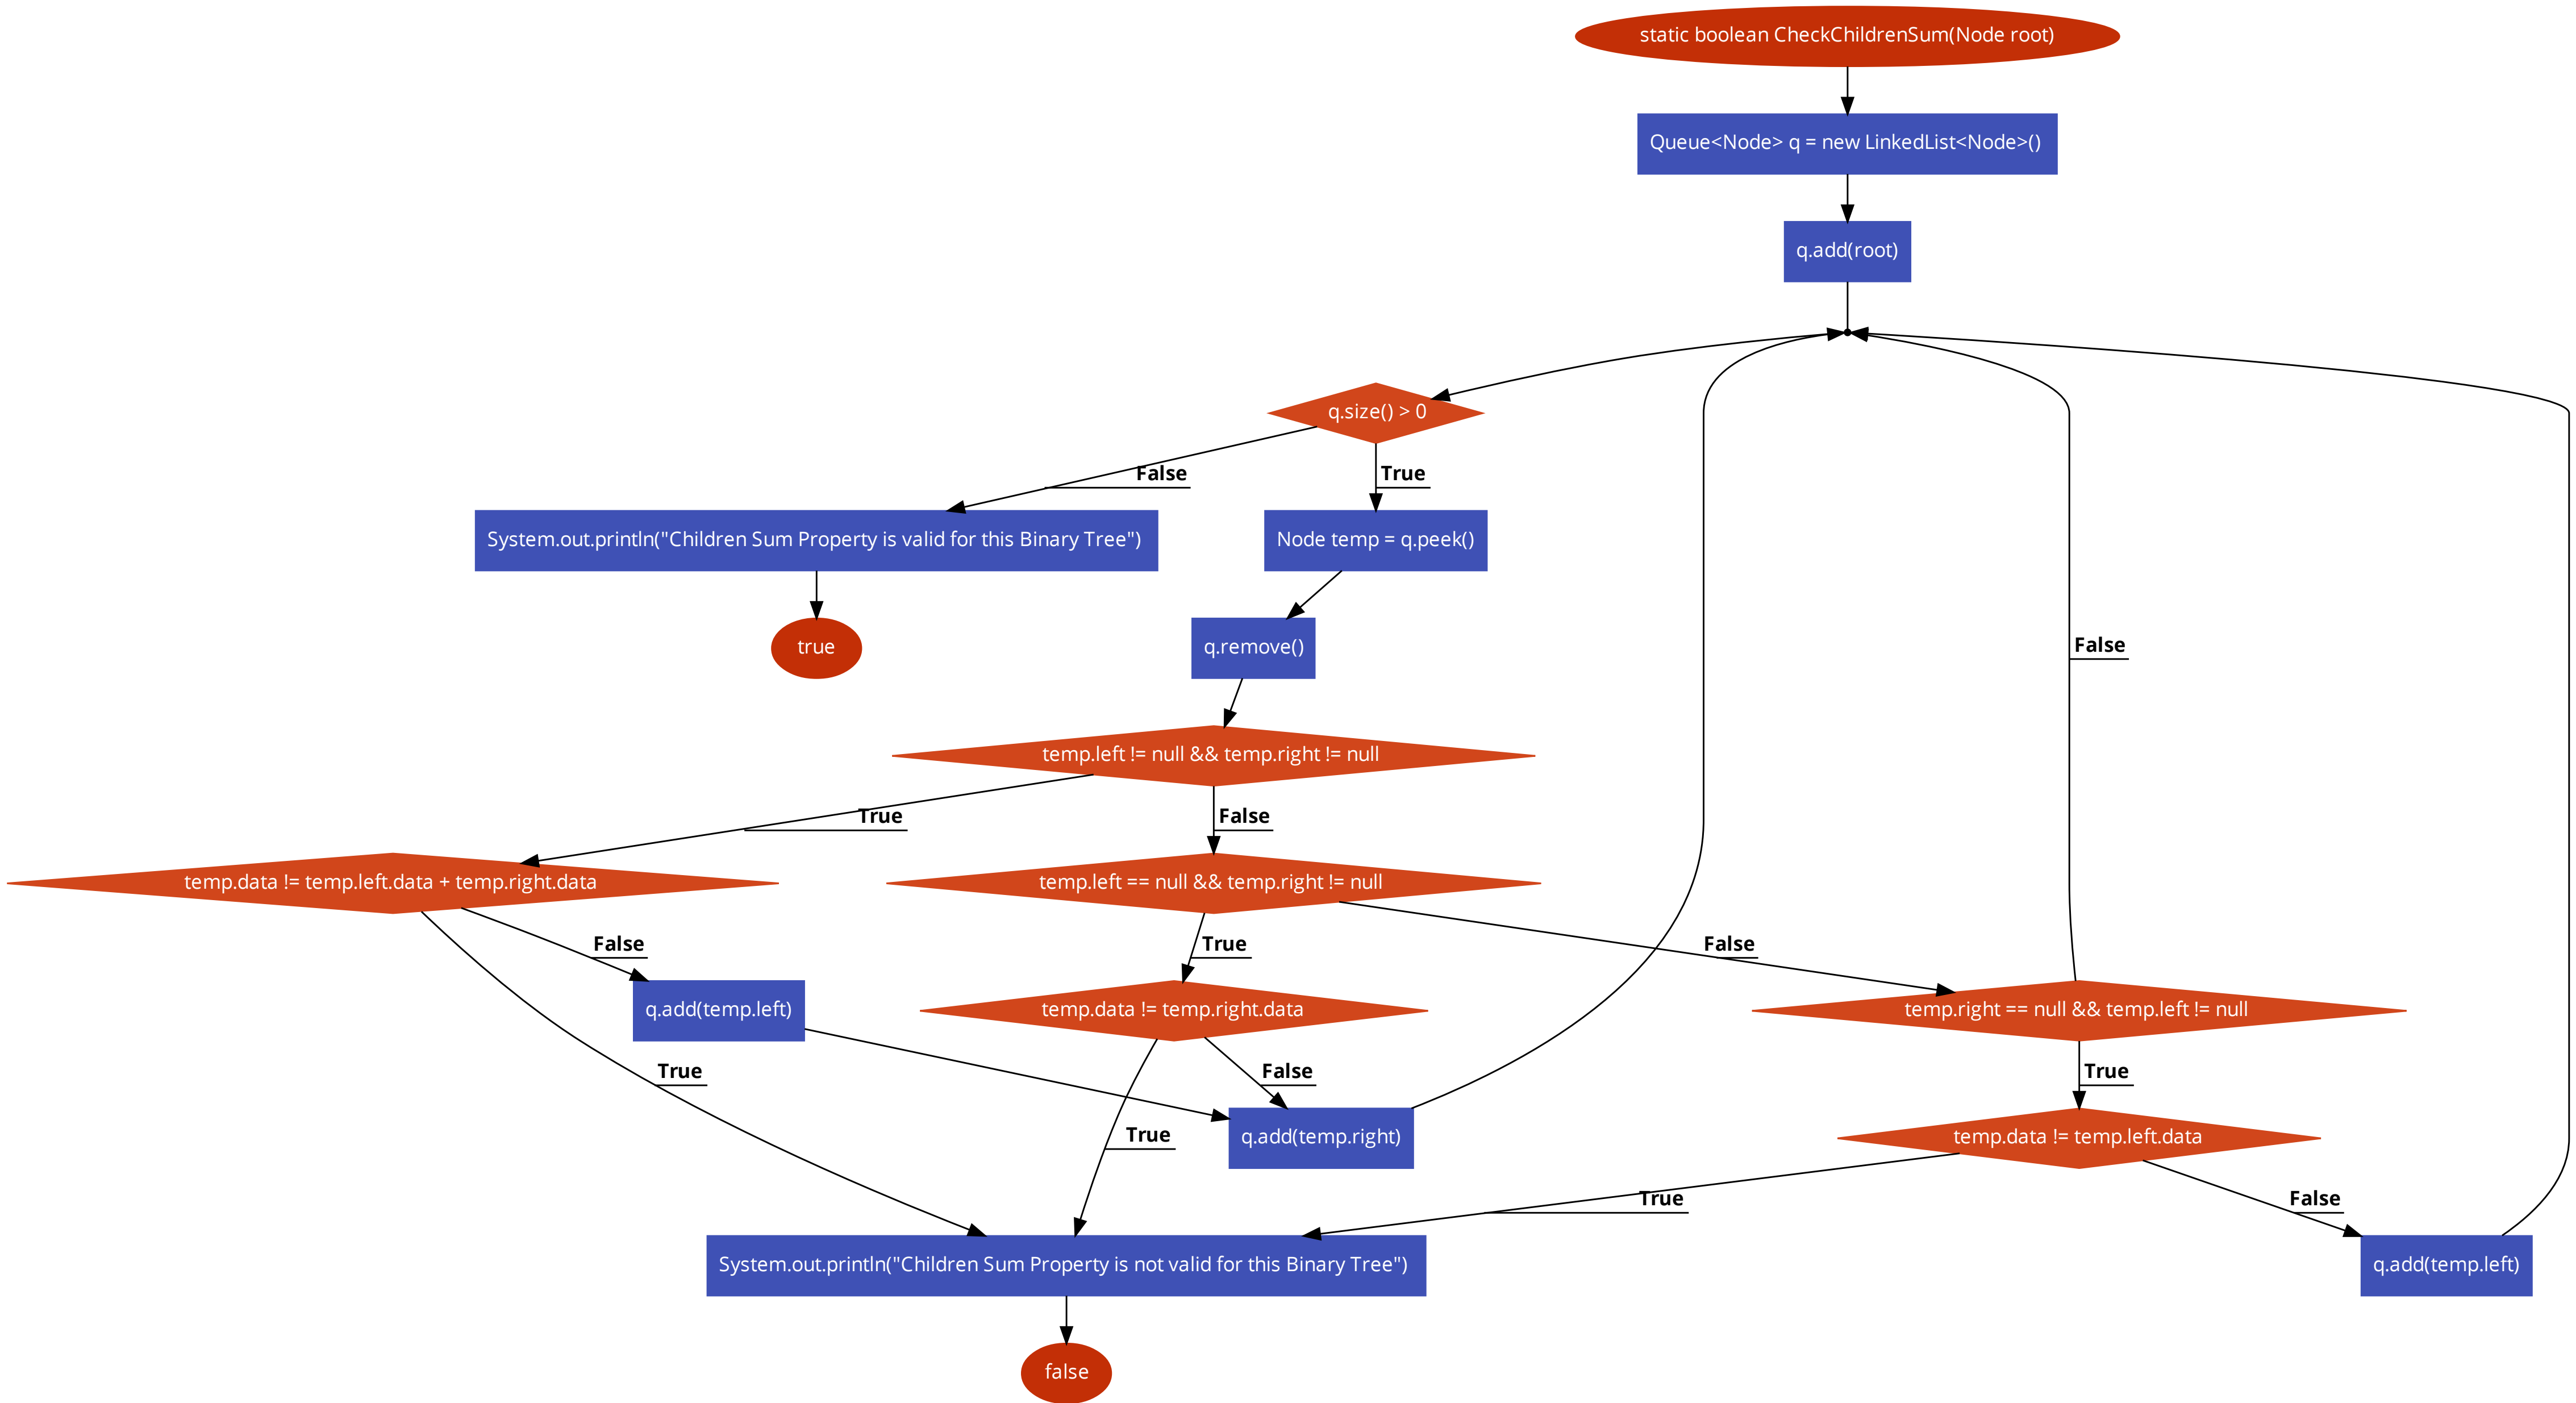 static boolean CheckChildrenSum(Node root)
Queue<Node> q = new LinkedList<Node>()
q.add(root)
q.size() > 0
False
True
System.out.println("Children Sum Property is valid for this Binary Tree")
Node temp = q.peek()
true
q.remove()
False
temp.left != null && temp.right != null
True
False
temp.data != temp.left.data + temp.right.data
temp.left == null && temp.right != null
False
True
False
q.add(temp.left)
temp.data != temp.right.data
temp.right == null && temp.left != null
True
False
True
True
q.add(temp.right)
temp.data != temp.left.data
True
False
System.out.println("Children Sum Property is not valid for this Binary Tree")
q.add(temp.left)
false